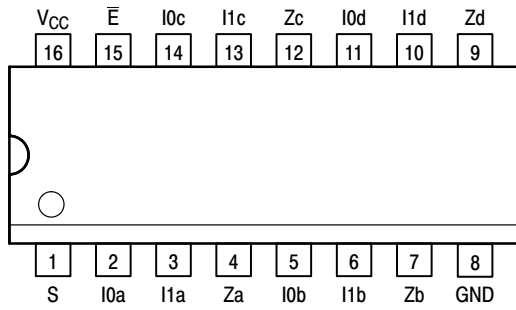 VCC E̅ I0c I1c Zc I0d I1d Zd
16 15 14 13 12 11 10 9
1 2 3 4 5 6 7 8
S I0a I1a Za I0b I1b Zb GND